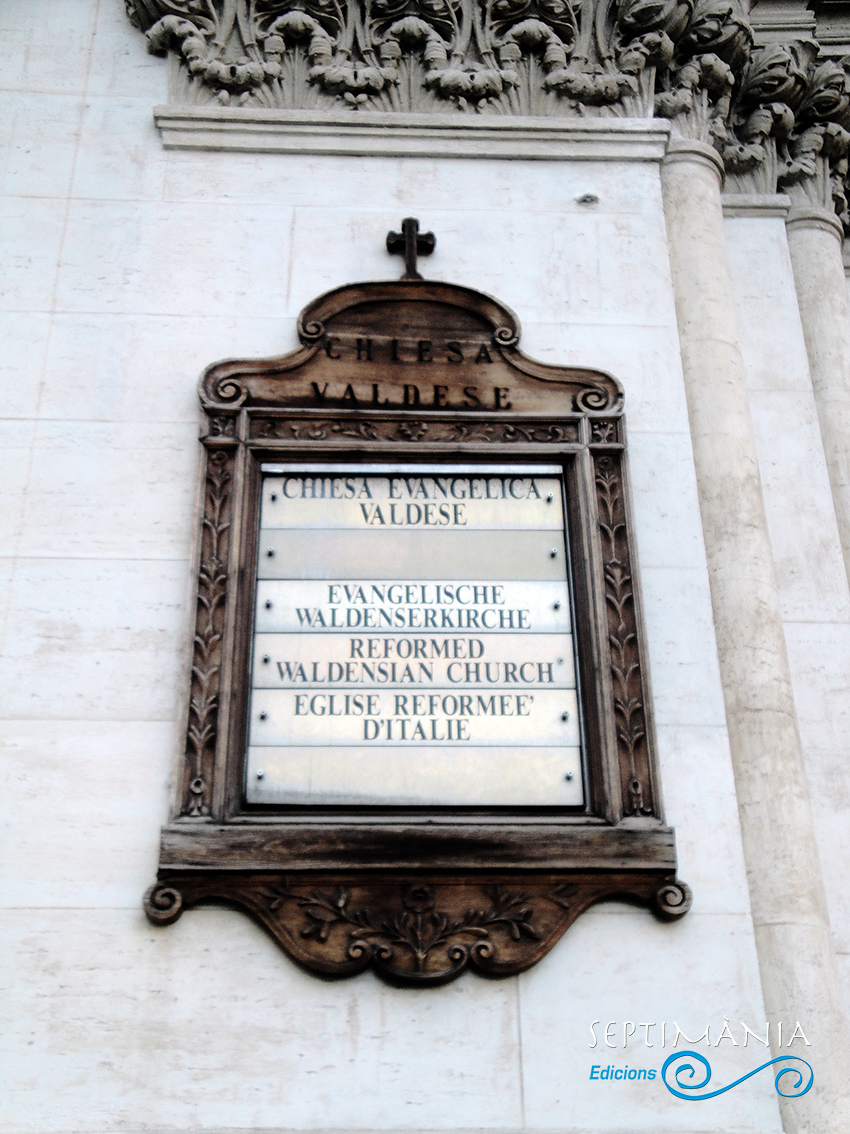 CHIESA
VALDESE
CHIESA EVANGELICA
VALDESE
EVANGELISCHE
WALDENSERKIRCHE
REFORMED
WALDENSIAN CHURCH
EGLISE REFORMEE'
D'ITALIE
SEPTIMÀNIA
Edicions